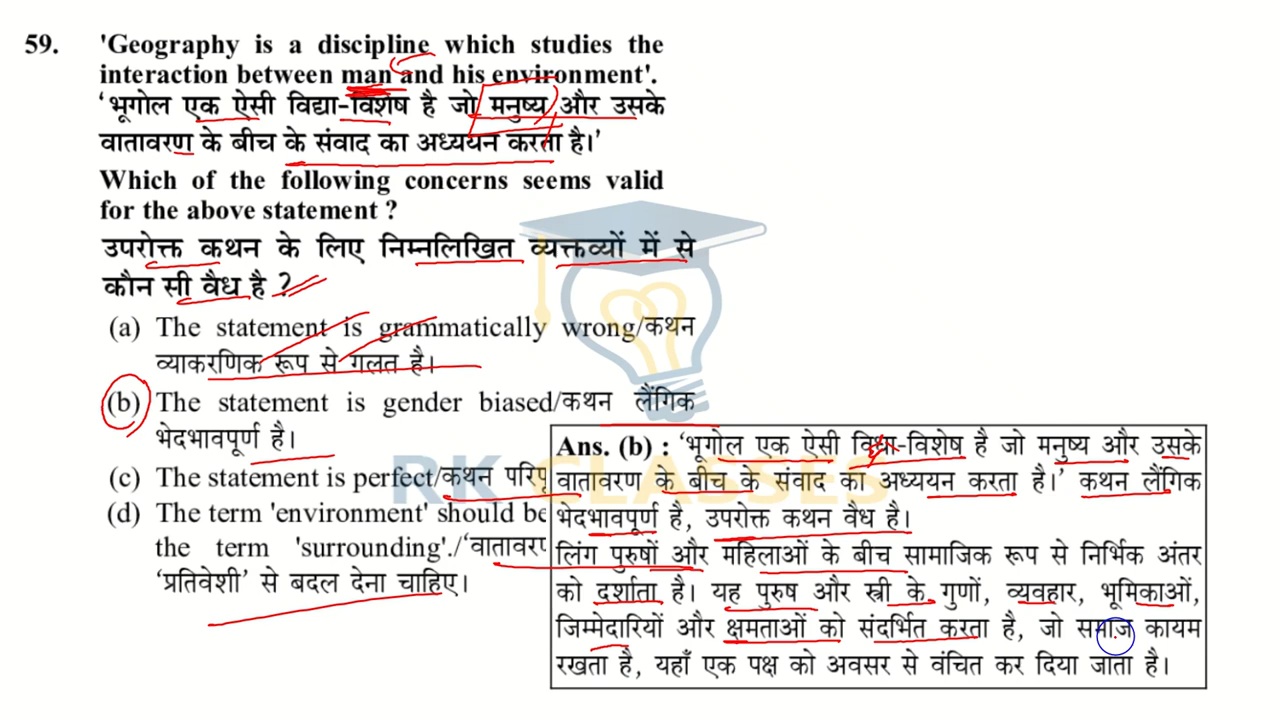 59. 'Geography is a discipline which studies the
interaction between man and his environment'.
‘भूगोल एक ऐसी विद्या-विशेष है जो मनुष्य और उसके
वातावरण के बीच के संवाद का अध्ययन करता है।’
Which of the following concerns seems valid
for the above statement ?
उपरोक्त कथन के लिए निम्नलिखित व्यक्तव्यों में से
कौन सी वैध है ?
(a) The statement is grammatically wrong/कथन
व्याकरणिक रूप से गलत है।
(b) The statement is gender biased/कथन लैंगिक
भेदभावपूर्ण है।
(c) The statement is perfect/कथन परिपू
(d) The term 'environment' should be
the term 'surrounding'./‘वातावरण
‘प्रतिवेशी’ से बदल देना चाहिए।
Ans. (b) : ‘भूगोल एक ऐसी विद्या-विशेष है जो मनुष्य और उसके
वातावरण के बीच के संवाद का अध्ययन करता है।’ कथन लैंगिक
भेदभावपूर्ण है, उपरोक्त कथन वैध है।
लिंग पुरुषों और महिलाओं के बीच सामाजिक रूप से निर्भिक अंतर
को दर्शाता है। यह पुरुष और स्त्री के गुणों, व्यवहार, भूमिकाओं,
जिम्मेदारियों और क्षमताओं को संदर्भित करता है, जो समाज कायम
रखता है, यहाँ एक पक्ष को अवसर से वंचित कर दिया जाता है।
RK CLASSES